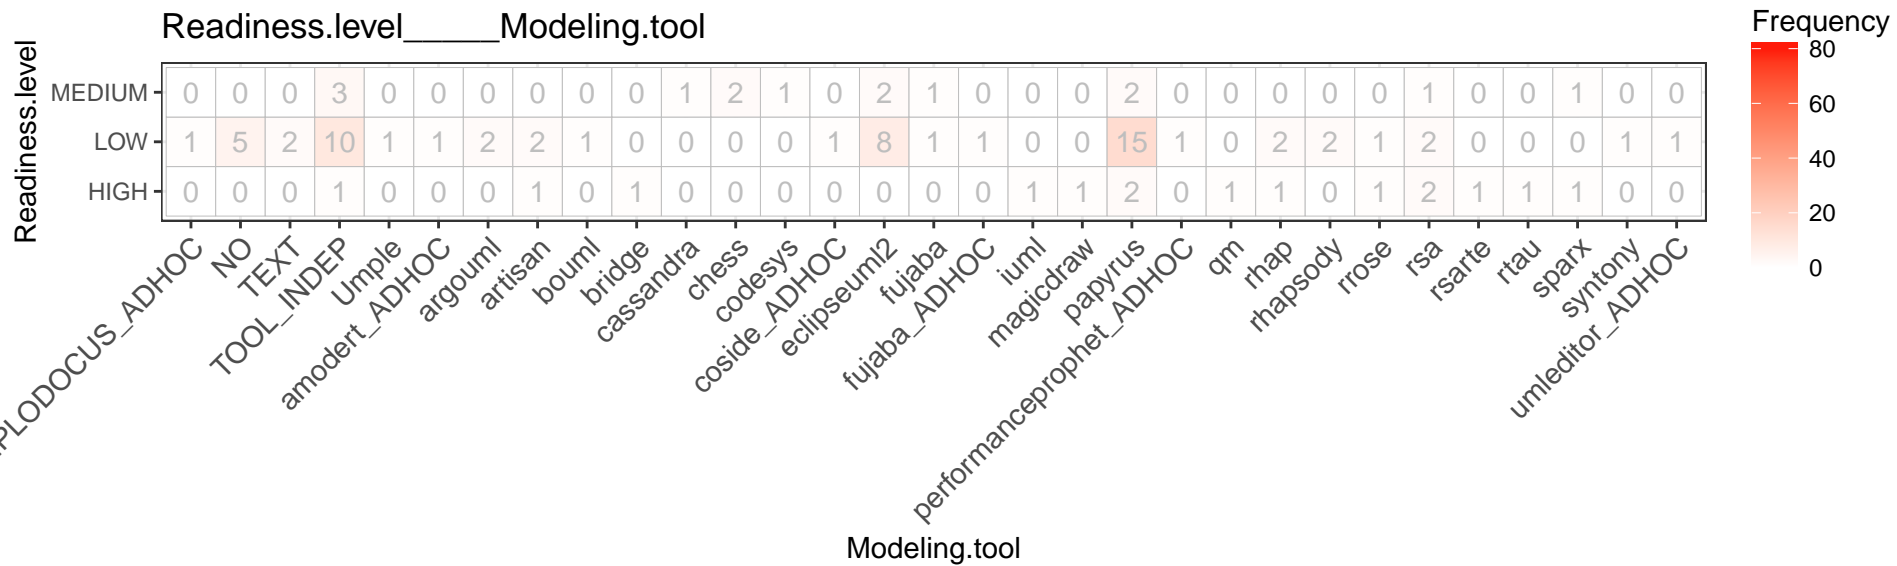 Readiness.level_____Modeling.tool
Readiness.level
MEDIUM 0 0 0 3 0 0 0 0 0 0 1 2 1 0 2 1 0 0 0 2 0 0 0 0 0 1 0 0 1 0 0
LOW 1 5 2 10 1 1 2 2 1 0 0 0 0 1 8 1 1 0 0 15 1 0 2 2 1 2 0 0 0 1 1
HIGH 0 0 0 1 0 0 0 1 0 1 0 0 0 0 0 0 0 1 1 2 0 1 1 0 1 2 1 1 1 0 0
PLODOCUS_ADHOC
NO
TEXT
TOOL_INDEP
Umple
amodert_ADHOC
argouml
artisan
bouml
bridge
cassandra
chess
codesys
coside_ADHOC
eclipseuml2
fujaba
fujaba_ADHOC
iuml
magicdraw
papyrus
performanceprophet_ADHOC
qm
rhap
rhapsody
rrose
rsa
rsarte
rtau
sparx
syntony
umleditor_ADHOC
Modeling.tool
Frequency
80
60
40
20
0